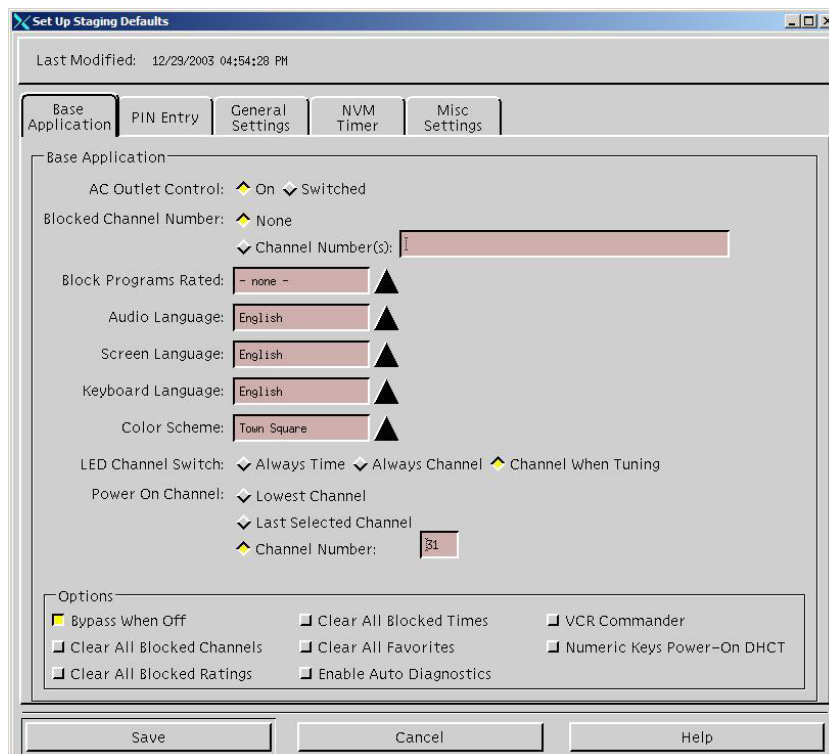 Set Up Staging Defaults
Last Modified: 12/29/2003 04:54:28 PM
Base Application
PIN Entry
General Settings
NVM Timer
Misc Settings
Base Application
AC Outlet Control: On Switched
Blocked Channel Number: None
Channel Number(s):
Block Programs Rated: - none -
Audio Language: English
Screen Language: English
Keyboard Language: English
Color Scheme: Town Square
LED Channel Switch: Always Time Always Channel Channel When Tuning
Power On Channel: Lowest Channel
Last Selected Channel
Channel Number: 31
Options
Bypass When Off Clear All Blocked Times VCR Commander
Clear All Blocked Channels Clear All Favorites Numeric Keys Power-On DHCT
Clear All Blocked Ratings Enable Auto Diagnostics
Save Cancel Help